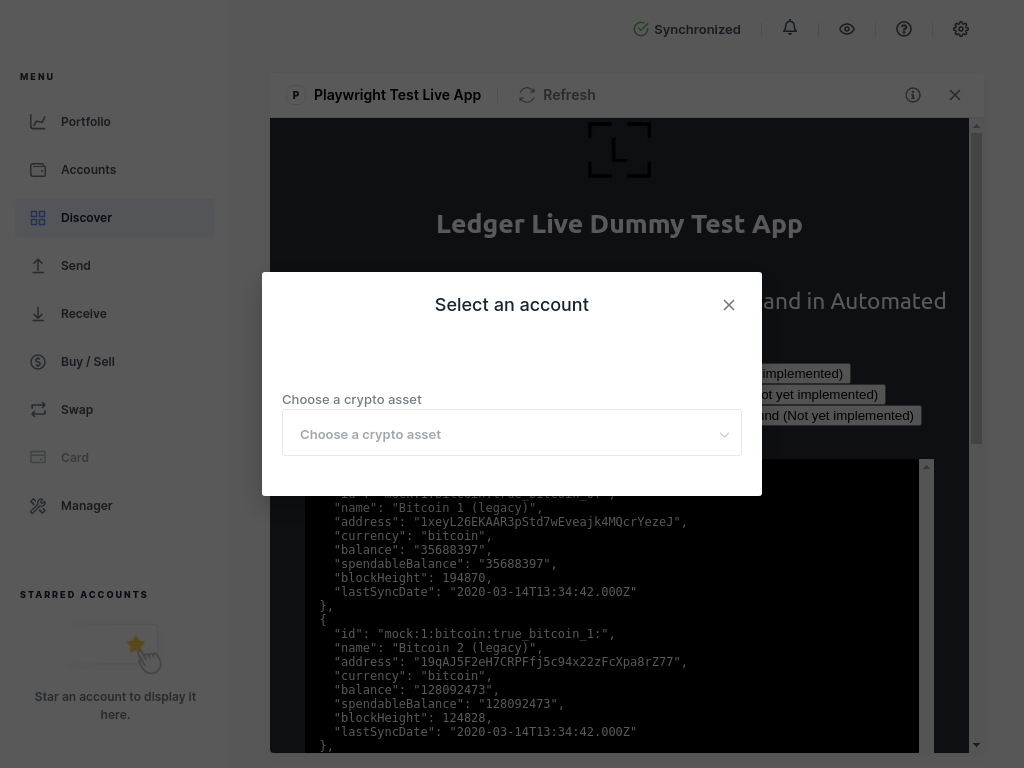 Synchronized
MENU
Portfolio
Accounts
Discover
Send
Receive
Buy / Sell
Swap
Card
Manager
STARRED ACCOUNTS
Star an account to display it
here.
P
Playwright Test Live App
Refresh
L
Ledger Live Dummy Test App
and in Automated
implemented)
ot yet implemented)
und (Not yet implemented)
Select an account
Choose a crypto asset
Choose a crypto asset
"id": "mock:1:bitcoin:true_bitcoin_0:",
"name": "Bitcoin 1 (legacy)",
"address": "1xeyL26EKAAR3pStd7wEveajk4MQcrYezeJ",
"currency": "bitcoin",
"balance": "35688397",
"spendableBalance": "35688397",
"blockHeight": 194870,
"lastSyncDate": "2020-03-14T13:34:42.000Z"
},
{
"id": "mock:1:bitcoin:true_bitcoin_1:",
"name": "Bitcoin 2 (legacy)",
"address": "19qAJ5F2eH7CRPFfj5c94x22zFcXpa8rZ77",
"currency": "bitcoin",
"balance": "128092473",
"spendableBalance": "128092473",
"blockHeight": 124828,
"lastSyncDate": "2020-03-14T13:34:42.000Z"
},